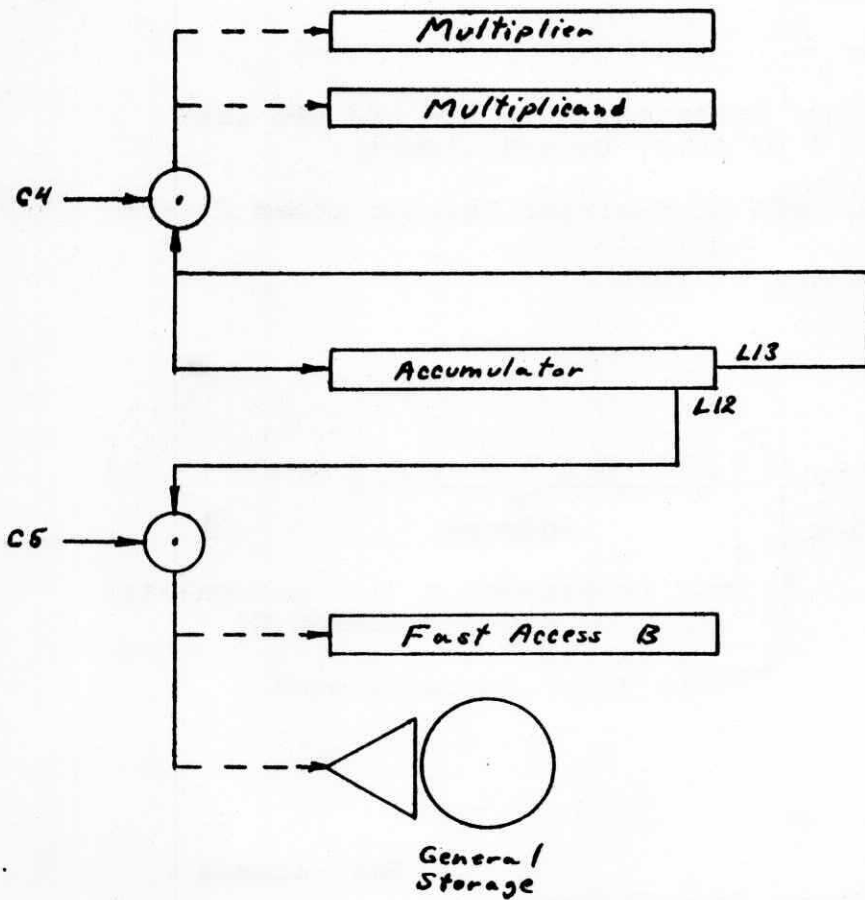 Multiplier
Multiplicand
C4
Accumulator
L13
L12
C5
Fast Access B
General
Storage